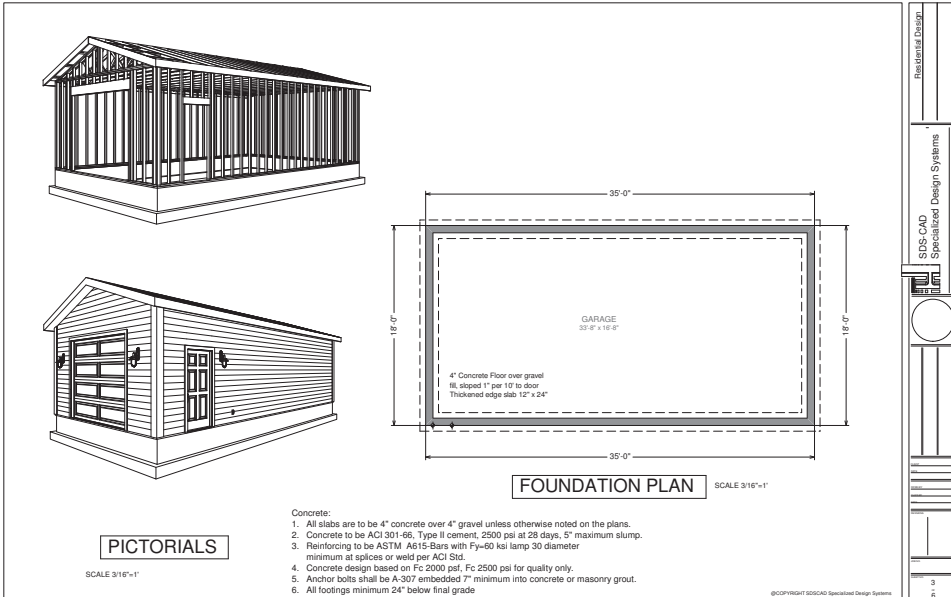 35'-0"
18'-0"
18'-0"
GARAGE
33'-8" x 16'-8"
4" Concrete Floor over gravel
fill, sloped 1" per 10' to door
Thickened edge slab 12" x 24"
35'-0"
FOUNDATION PLAN
SCALE 3/16"=1'
PICTORIALS
SCALE 3/16"=1'
Concrete:
1. All slabs are to be 4" concrete over 4" gravel unless otherwise noted on the plans.
2. Concrete to be ACI 301-66, Type II cement, 2500 psi at 28 days, 5" maximum slump.
3. Reinforcing to be ASTM A615-Bars with Fy=60 ksi lamp 30 diameter
minimum at splices or weld per ACI Std.
4. Concrete design based on Fc 2000 psf, Fc 2500 psi for quality only.
5. Anchor bolts shall be A-307 embedded 7" minimum into concrete or masonry grout.
6. All footings minimum 24" below final grade
@COPYRIGHT SDSCAD Specialized Design Systems
Residential Design
SDS-CAD
Specialized Design Systems
3
-
6